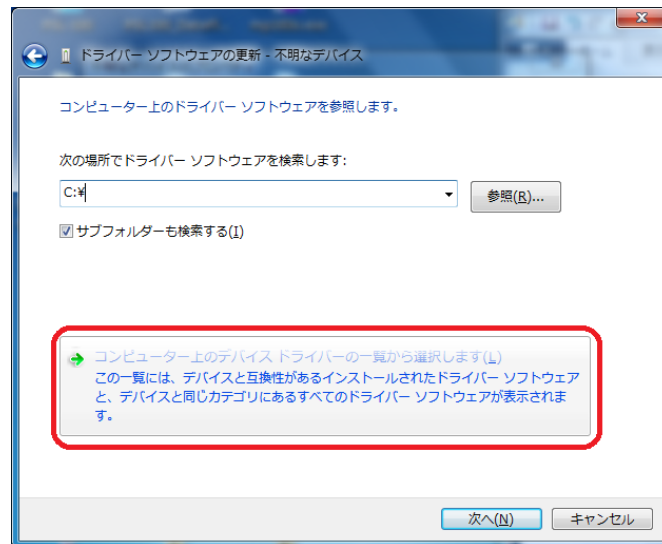 ドライバー ソフトウェアの更新 - 不明なデバイス
コンピューター上のドライバー ソフトウェアを参照します。
次の場所でドライバー ソフトウェアを検索します:
C:¥
参照(R)...
サブフォルダーも検索する(I)
コンピューター上のデバイス ドライバーの一覧から選択します(L)
この一覧には、デバイスと互換性があるインストールされたドライバー ソフトウェア
と、デバイスと同じカテゴリにあるすべてのドライバー ソフトウェアが表示されま
す。
次へ(N)
キャンセル